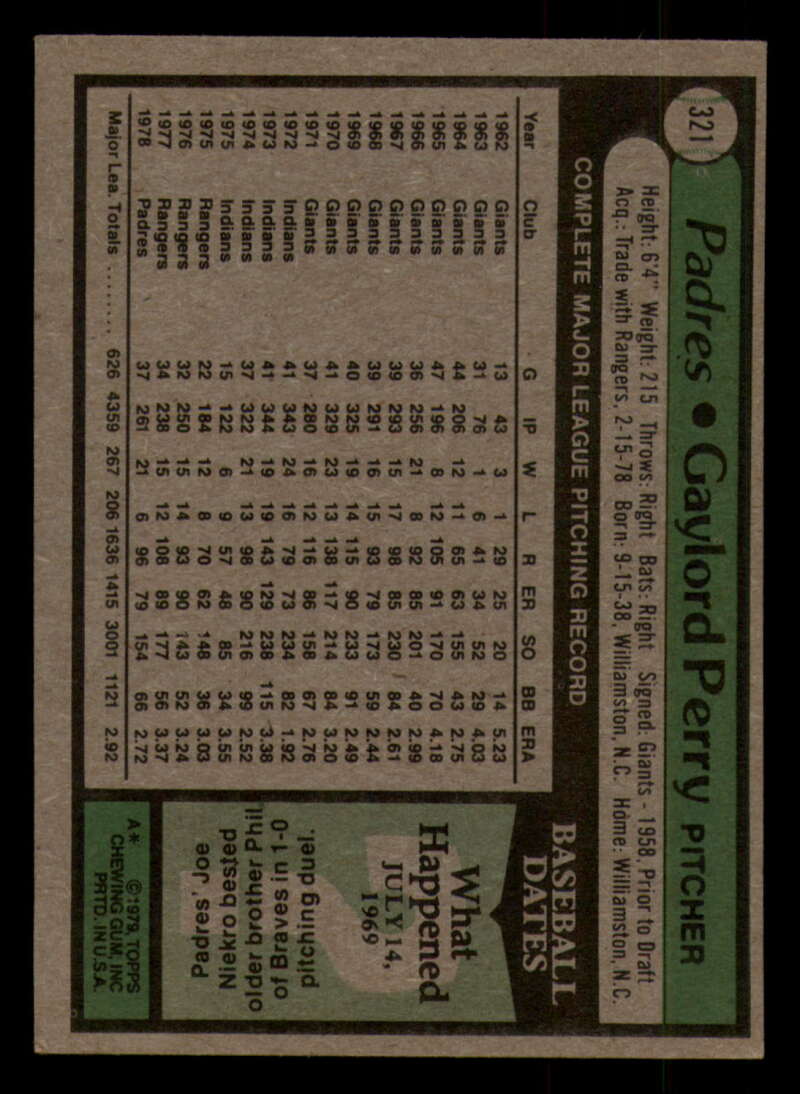 321
Padres • Gaylord Perry PITCHER
Height: 6'4" Weight: 215 Throws: Right Bats: Right Signed: Giants - 1958, Prior to Draft
Acq.: Trade with Rangers, 2-15-78 Born: 9-15-38, Williamston, N.C. Home: Williamston, N.C.
COMPLETE MAJOR LEAGUE PITCHING RECORD
Year Club G IP W L R ER SO BB ERA
1962 Giants 13 43 3 1 29 25 20 14 5.23
1963 Giants 31 76 1 6 41 34 52 29 4.03
1964 Giants 44 206 12 11 65 63 155 43 2.75
1965 Giants 47 196 8 12 105 91 170 70 4.18
1966 Giants 36 256 21 8 92 85 201 40 2.99
1967 Giants 39 293 15 17 98 85 230 84 2.61
1968 Giants 39 291 16 15 93 79 173 59 2.44
1969 Giants 40 325 19 14 115 90 233 91 2.49
1970 Giants 41 329 23 13 138 117 214 84 3.20
1971 Giants 37 280 16 12 116 86 158 67 2.76
1972 Indians 41 343 24 16 79 73 234 82 1.92
1973 Indians 41 344 19 19 143 129 238 115 3.38
1974 Indians 37 322 21 13 98 90 216 99 2.52
1975 Indians 15 122 6 9 57 48 85 34 3.55
1975 Rangers 22 184 12 8 70 62 148 36 3.03
1976 Rangers 32 250 15 14 93 90 143 52 3.24
1977 Rangers 34 238 15 12 108 89 177 56 3.37
1978 Padres 37 261 21 6 96 79 154 66 2.72
Major Lea. Totals ........ 626 4359 267 206 1636 1415 3001 1121 2.92
BASEBALL
DATES
What
Happened
JULY 14,
1969
Padres' Joe
Niekro bested
older brother Phil
of Braves in 1-0
pitching duel.
A* ©1979, TOPPS
CHEWING GUM, INC
PRTD. IN U.S.A.